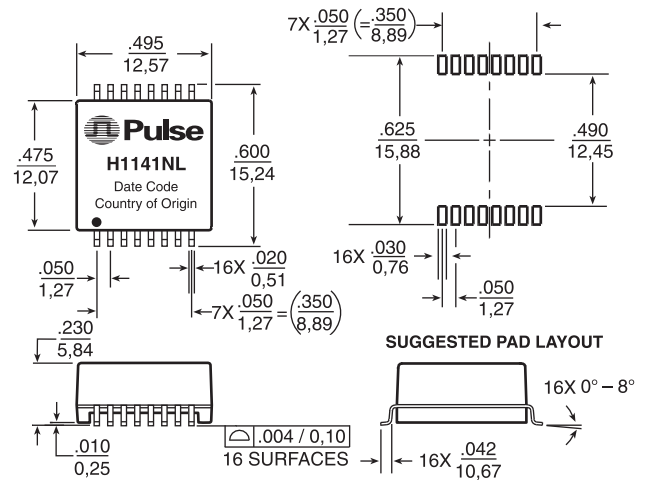 .495
12,57
7X .050 (= .350)
1,27 8,89
Pulse
H1141NL
Date Code
Country of Origin
.475
12,07
.600
15,24
.625
15,88
.490
12,45
.050
1,27
16X .020
0,51
7X .050 = (.350)
1,27 8,89
16X .030
0,76
.050
1,27
.230
5,84
SUGGESTED PAD LAYOUT
16X 0° – 8°
.010
0,25
.004 / 0,10
16 SURFACES
16X .042
10,67